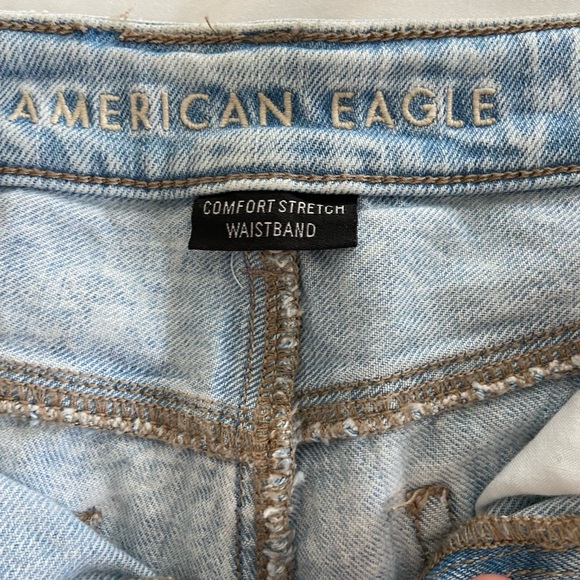 AMERICAN EAGLE
COMFORT STRETCH
WAISTBAND